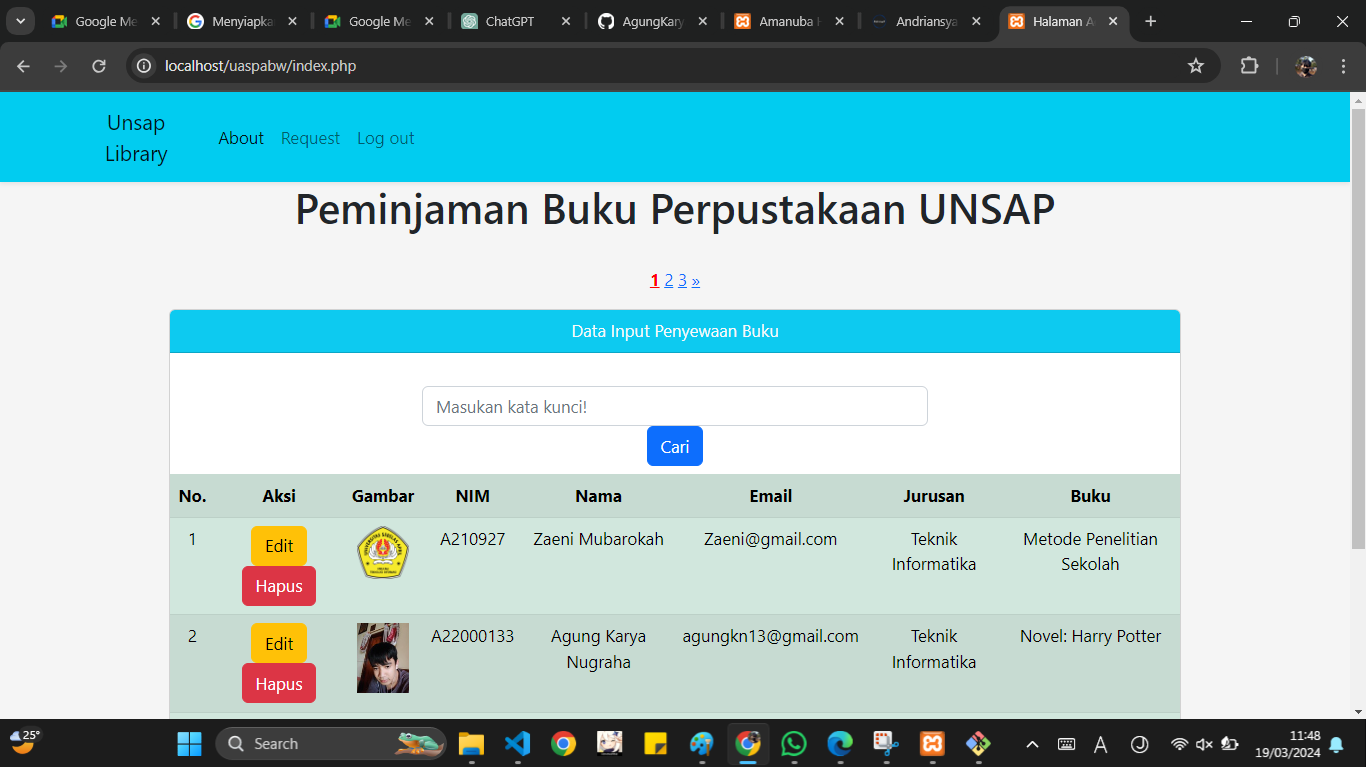 Google Me
Menyiapka
Google Me
ChatGPT
AgungKary
Amanuba H
Andriansya
Halaman A
localhost/uaspabw/index.php
Unsap
Library
About
Request
Log out
Peminjaman Buku Perpustakaan UNSAP
1 2 3 »
Data Input Penyewaan Buku
Masukan kata kunci!
Cari
No. Aksi Gambar NIM Nama Email Jurusan Buku
1 Edit A210927 Zaeni Mubarokah Zaeni@gmail.com Teknik Metode Penelitian
Informatika Sekolah
Hapus
2 Edit A22000133 Agung Karya agungkn13@gmail.com Teknik Novel: Harry Potter
Nugraha Informatika
Hapus
25°
Search
11:48
19/03/2024